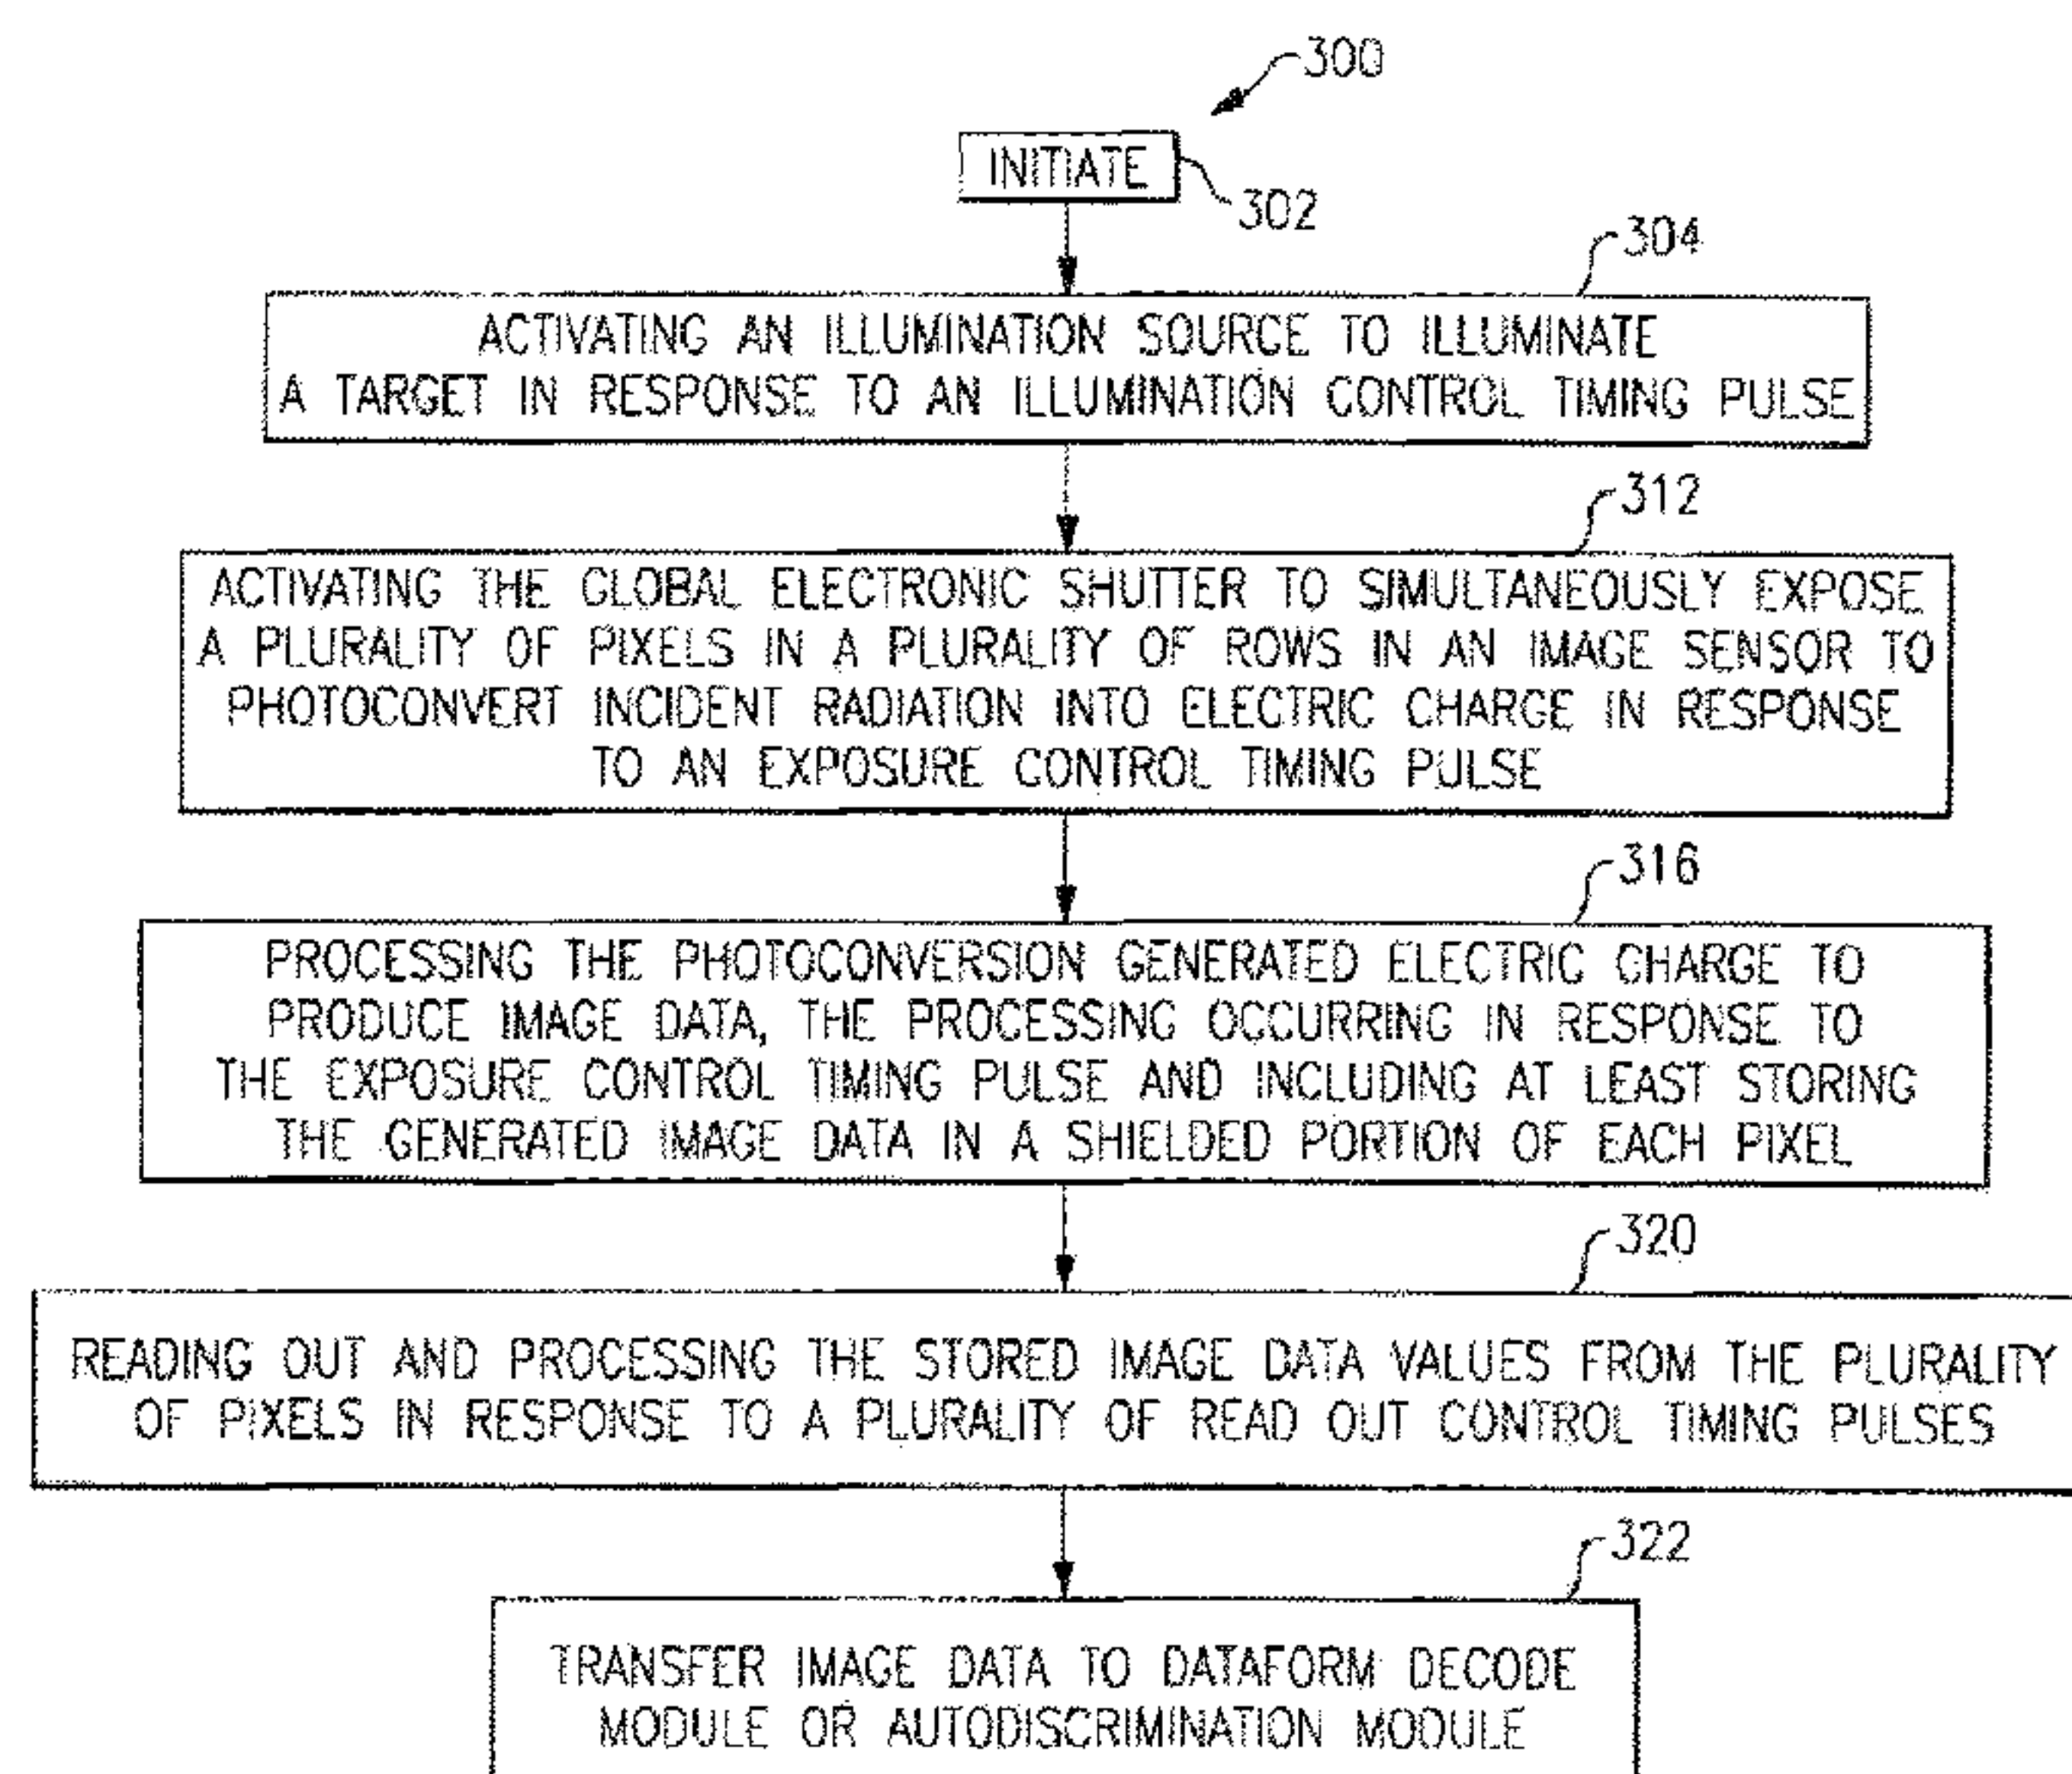 300
INITIATE
302
304
ACTIVATING AN ILLUMINATION SOURCE TO ILLUMINATE
A TARGET IN RESPONSE TO AN ILLUMINATION CONTROL TIMING PULSE
312
ACTIVATING THE GLOBAL ELECTRONIC SHUTTER TO SIMULTANEOUSLY EXPOSE
A PLURALITY OF PIXELS IN A PLURALITY OF ROWS IN AN IMAGE SENSOR TO
PHOTOCONVERT INCIDENT RADIATION INTO ELECTRIC CHARGE IN RESPONSE
TO AN EXPOSURE CONTROL TIMING PULSE
316
PROCESSING THE PHOTOCONVERSION GENERATED ELECTRIC CHARGE TO
PRODUCE IMAGE DATA, THE PROCESSING OCCURRING IN RESPONSE TO
THE EXPOSURE CONTROL TIMING PULSE AND INCLUDING AT LEAST STORING
THE GENERATED IMAGE DATA IN A SHIELDED PORTION OF EACH PIXEL
320
READING OUT AND PROCESSING THE STORED IMAGE DATA VALUES FROM THE PLURALITY
OF PIXELS IN RESPONSE TO A PLURALITY OF READ OUT CONTROL TIMING PULSES
322
TRANSFER IMAGE DATA TO DATAFORM DECODE
MODULE OR AUTODISCRIMINATION MODULE